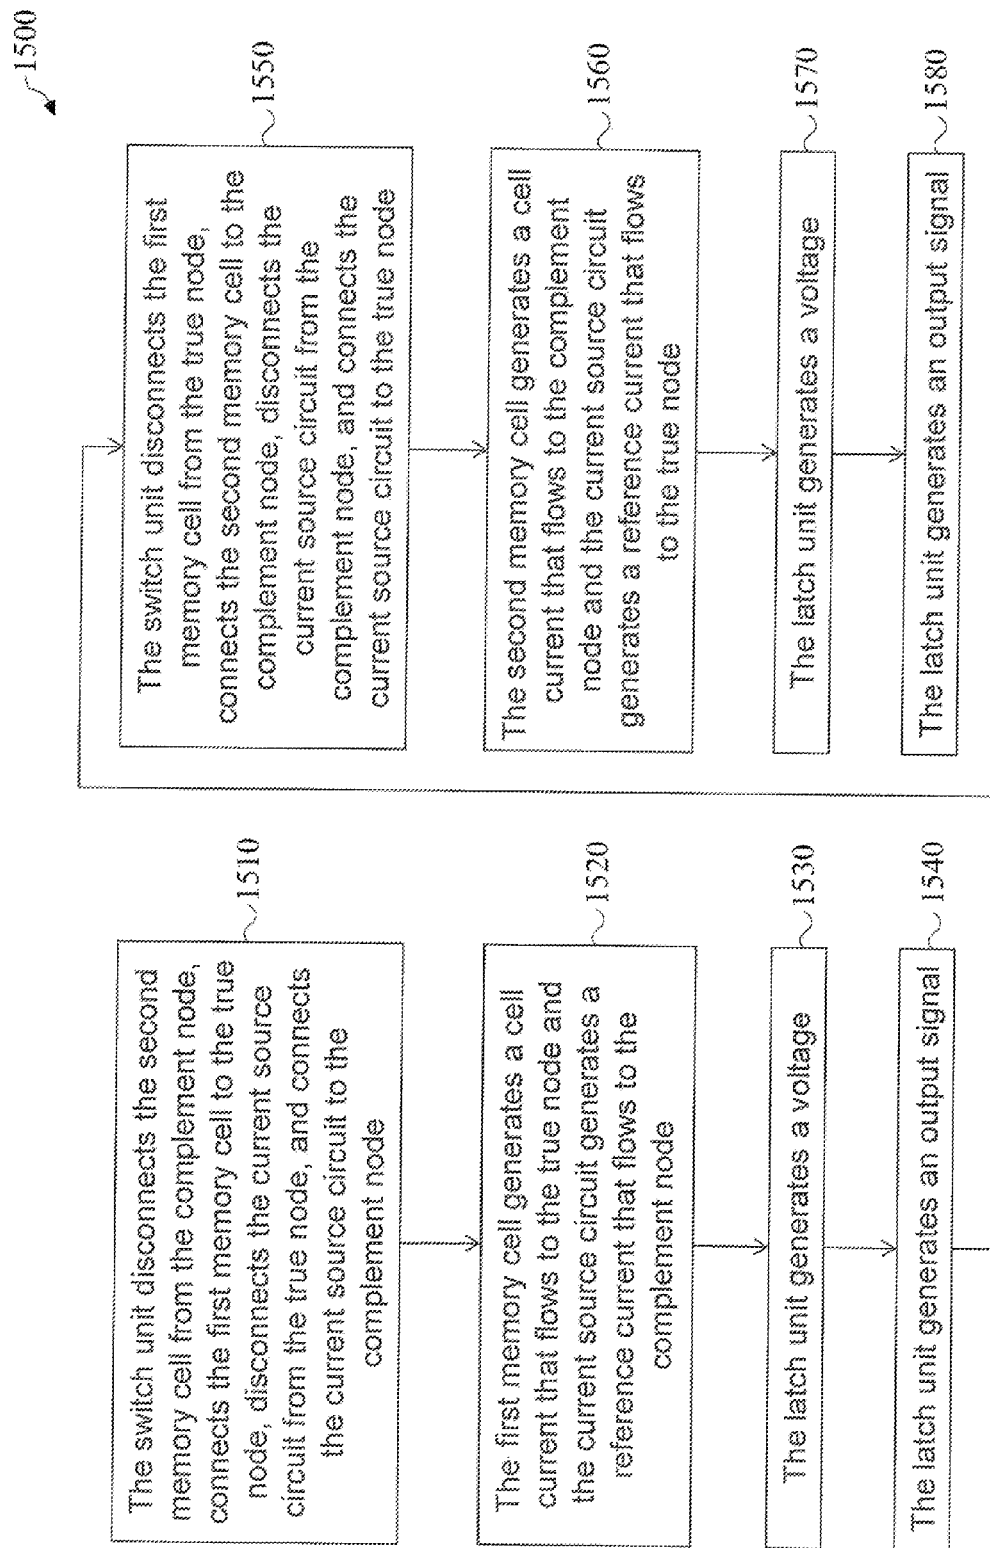 1500
The switch unit disconnects the second
memory cell from the complement node,
connects the first memory cell to the true
node, disconnects the current source
circuit from the true node, and connects
the current source circuit to the
complement node
1510
The first memory cell generates a cell
current that flows to the true node and
the current source circuit generates a
reference current that flows to the
complement node
1520
The latch unit generates a voltage
1530
The latch unit generates an output signal
1540
The switch unit disconnects the first
memory cell from the true node,
connects the second memory cell to the
complement node, disconnects the
current source circuit from the
complement node, and connects the
current source circuit to the true node
1550
The second memory cell generates a cell
current that flows to the complement
node and the current source circuit
generates a reference current that flows
to the true node
1560
The latch unit generates a voltage
1570
The latch unit generates an output signal
1580